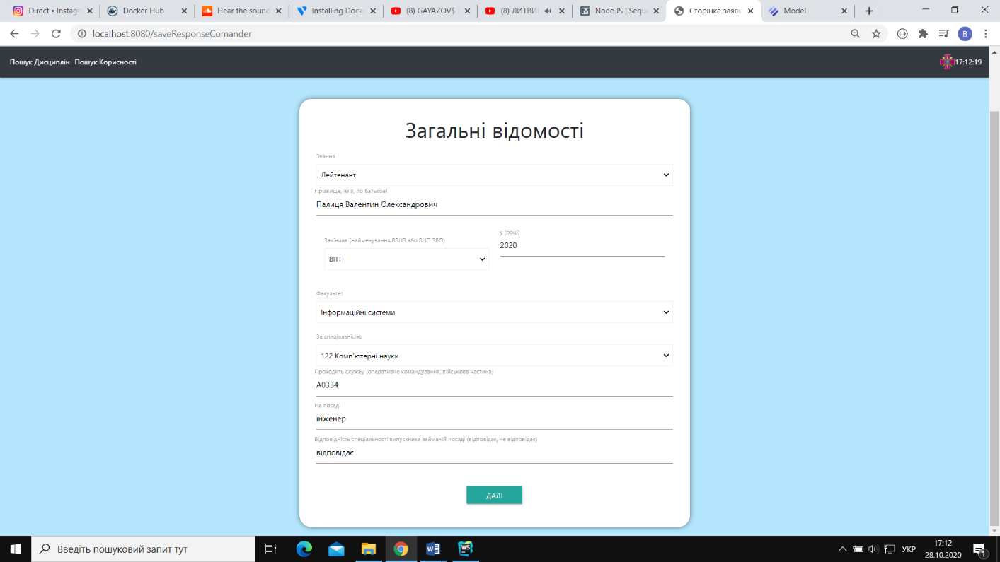 Direct • Instagr
Docker Hub
Hear the sound
Installing Docke
(8) GAYAZOV$
(8) ЛИТВИ
Node.JS | Sequ
Сторінка заяви
Model
localhost:8080/saveResponseComander
B
Пошук Дисциплін Пошук Корисності
17:12:19
Загальні відомості
Звання
Лейтенант
Прізвище, ім'я, по батькові
Палиця Валентин Олександрович
Закінчив (найменування ВВНЗ або ВНП ЗВО)
ВІТІ
у (році)
2020
Факультет
Інформаційні системи
За спеціальністю
122 Комп'ютерні науки
Проходить службу (оперативне командування, військова частина)
А0334
На посаді
інженер
Відповідність спеціальності випускника займаній посаді (відповідає, не відповідає)
відповідає
ДАЛІ
Введіть пошуковий запит тут
WS
УКР
17:12
28.10.2020
1